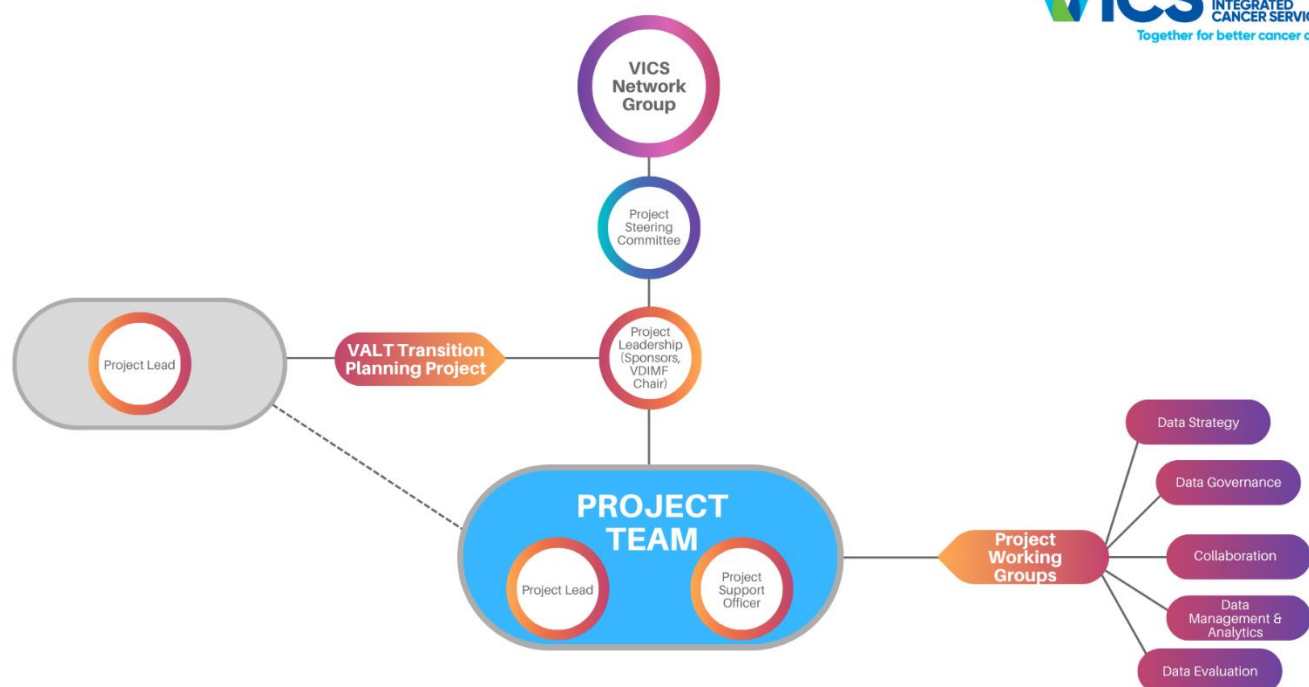 VICS
INTEGRATED
CANCER
Together for better cancer
VICS
Network
Group
Project
Steering
Committee
Project
Leadership
(Sponsors,
VDIMF
Chair)
VALT Transition
Planning Project
Project Lead
PROJECT
TEAM
Project Lead
Project
Support
Officer
Project
Working
Groups
Data Strategy
Data Governance
Collaboration
Data
Management &
Analytics
Data Evaluation